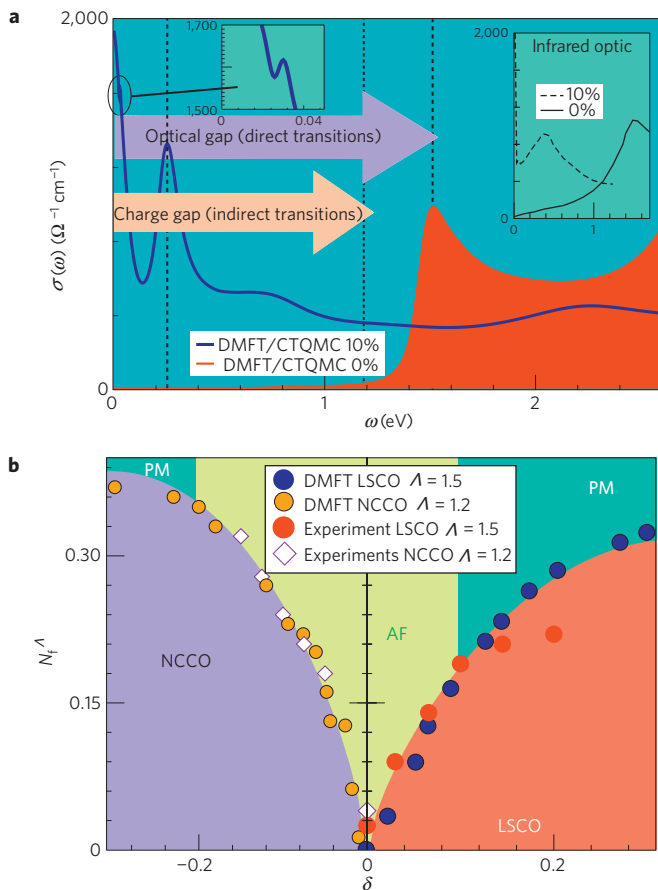 a
2,000
1,700
1,500
0
0.04
2,000
Infrared optic
10%
0%
0
0
1
Optical gap (direct transitions)
Charge gap (indirect transitions)
σ(ω) (Ω⁻¹ cm⁻¹)
DMFT/CTQMC 10%
DMFT/CTQMC 0%
0
0
1
2
ω(eV)
b
PM
DMFT LSCO Λ = 1.5
DMFT NCCO Λ = 1.2
Experiment LSCO Λ = 1.5
Experiments NCCO Λ = 1.2
PM
0.30
AF
NCCO
N_f^Λ
0.15
LSCO
0
−0.2
0
0.2
δ